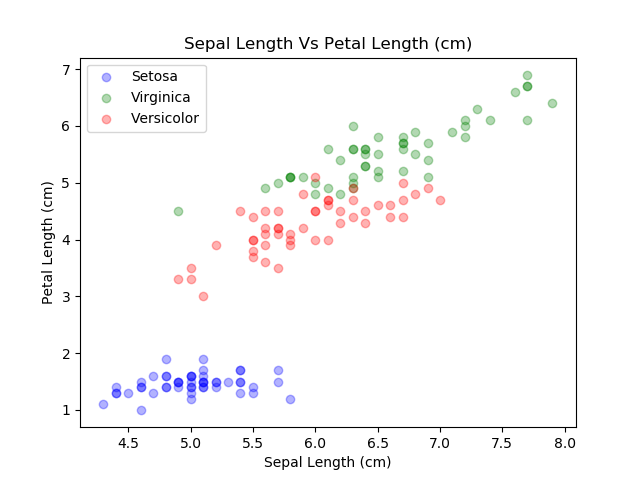 Sepal Length Vs Petal Length (cm)
Setosa
Virginica
Versicolor
7
6
5
4
3
2
1
Petal Length (cm)
4.5 5.0 5.5 6.0 6.5 7.0 7.5 8.0
Sepal Length (cm)